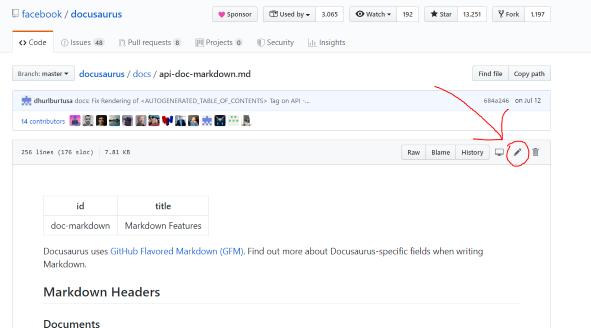 facebook / docusaurus
Sponsor Used by 3,065 Watch 192 Star 13,251 Fork 1,197
Code Issues 48 Pull requests 8 Projects 0 Security Insights
Branch: master docusaurus / docs / api-doc-markdown.md Find file Copy path
dhurlburtusa docs: Fix Rendering of <AUTOGENERATED_TABLE_OF_CONTENTS> Tag on API -... 684a246 on Jul 12
14 contributors
256 lines (176 sloc) 7.81 KB Raw Blame History
id title
doc-markdown Markdown Features
Docusaurus uses GitHub Flavored Markdown (GFM). Find out more about Docusaurus-specific fields when writing
Markdown.
Markdown Headers
Documents